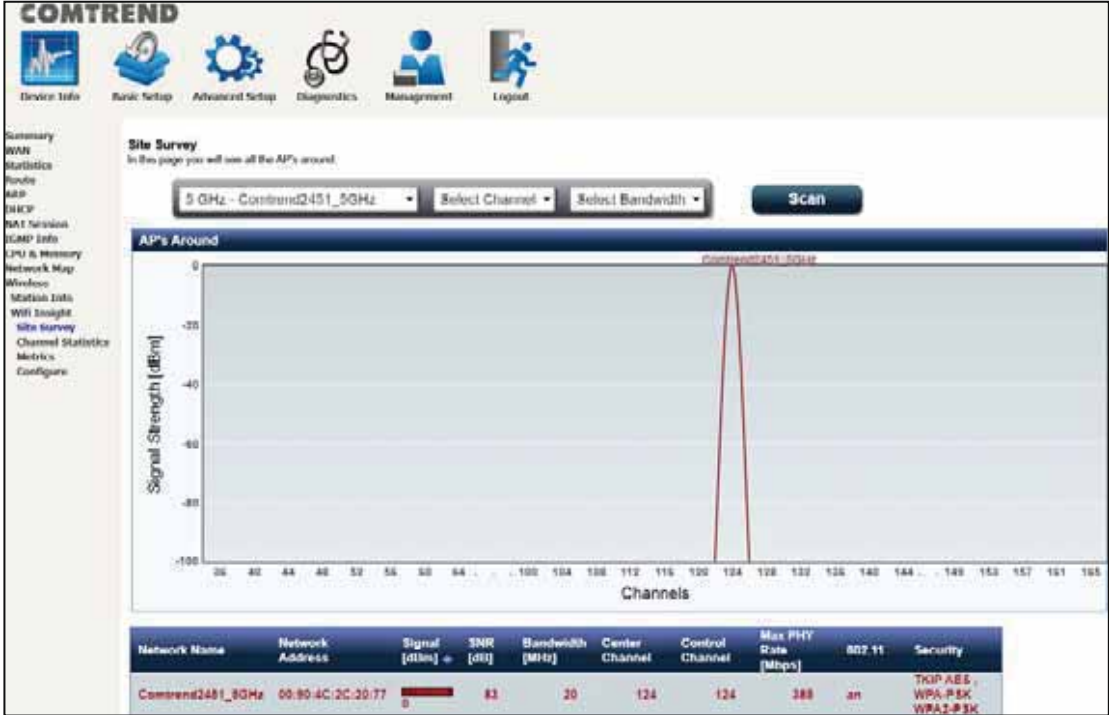 COMTREND
Device Info Basic Setup Advanced Setup Diagnostics Management Logout
Summary
WAN
Statistics
Route
ARP
DHCP
NAT Session
IGMP Info
CPU & Memory
Network Map
Wireless
Station Info
Wifi Insight
Site Survey
Channel Statistics
Metrics
Configure
Site Survey
In this page you will see all the AP's around.
5 GHz - Comtrend2451_5GHz Select Channel Select Bandwidth Scan
AP's Around
Comtrend2451_5GHz
Signal Strength [dBm]
0
-20
-40
-60
-80
-100
36 40 44 48 52 56 60 64 . . . 100 104 108 112 116 120 124 128 132 136 140 144 . . 149 153 157 161 165
Channels
Network Name Network Address Signal [dBm] SNR [dB] Bandwidth [MHz] Center Channel Control Channel Max PHY Rate [Mbps] 802.11 Security
00:90:4C:2C:20:77 0 20 124 124 an TKIP AES , WPA-PSK WPA2-PSK